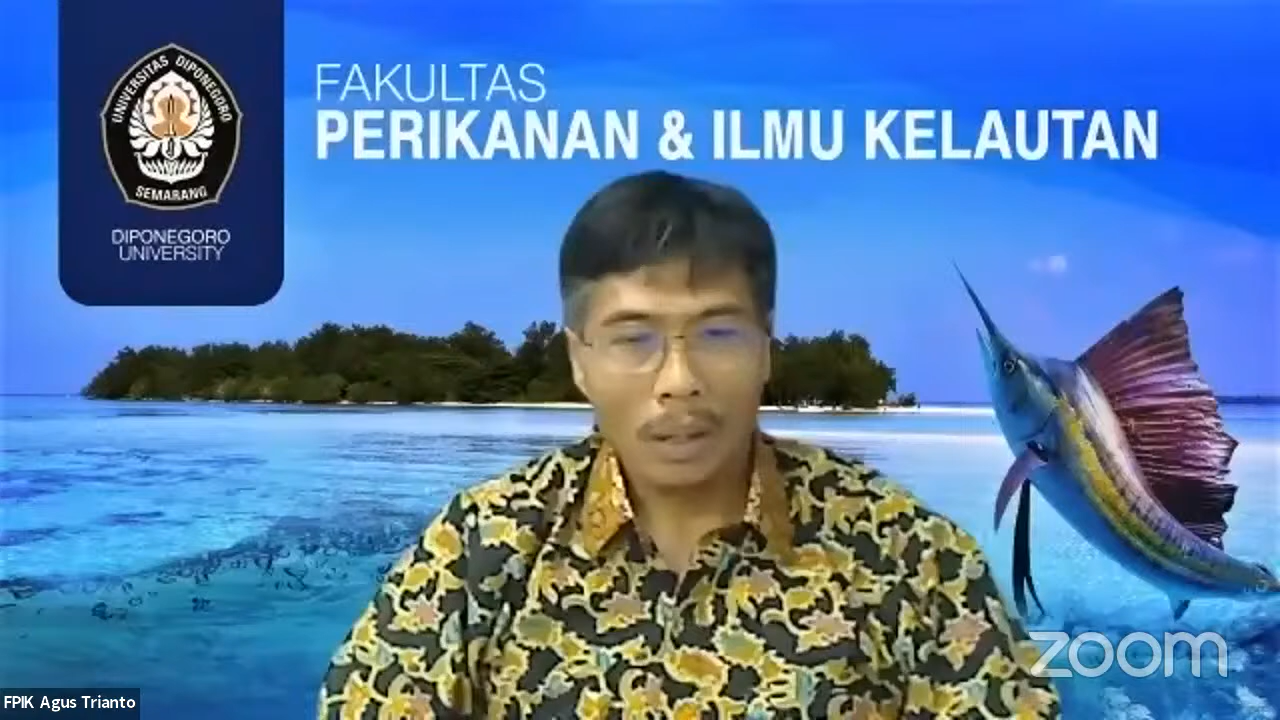 UNIVERSITAS DIPONEGORO
SEMARANG
DIPONEGORO
UNIVERSITY
FAKULTAS
PERIKANAN & ILMU KELAUTAN
zoom
FPIK Agus Trianto